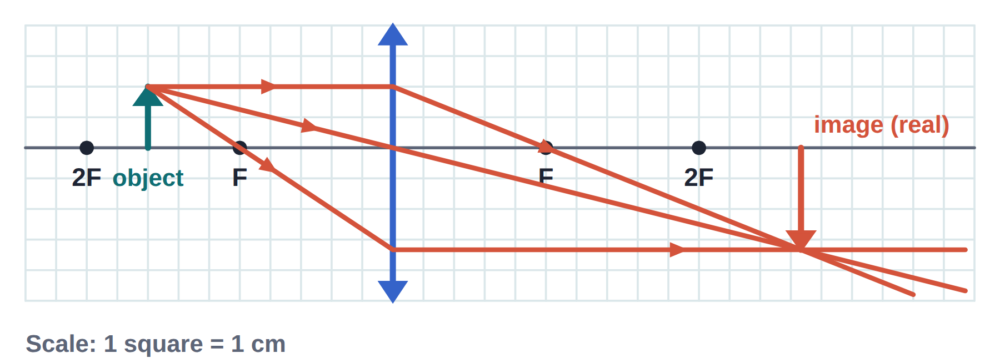 image (real)
2F object F F 2F
Scale: 1 square = 1 cm